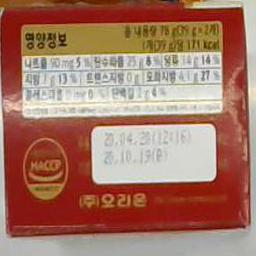 영양정보
총 내용량 78 g(39 g×2개)
1개(39 g)당 171 kcal
나트륨 90 mg 5 % 탄수화물 25 g 8 % 당류 14 g 14 %
지방 7 g 13 % 트랜스지방 0 g 포화지방 4.1 g 27 %
콜레스테롤 0 mg 0 % 단백질 2 g 4 %
20.04.20(12:16)
20.10.19(B)
HACCP
(주)오리온